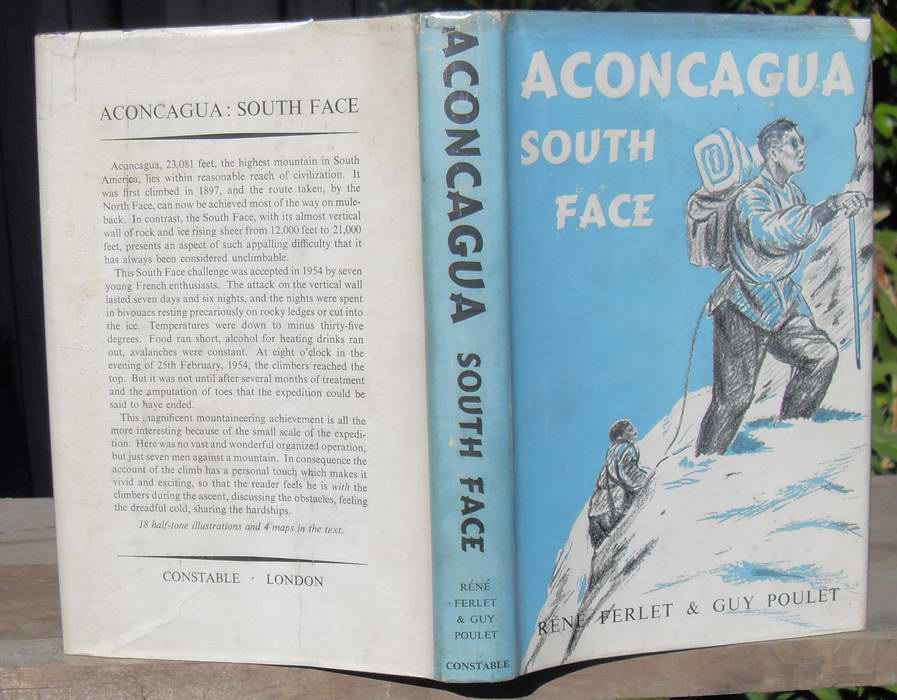 ACONCAGUA: SOUTH FACE
Aconcagua, 23,081 feet, the highest mountain in South
America, lies within reasonable reach of civilization. It
was first climbed in 1897, and the route taken, by the
North Face, can now be achieved most of the way on mule-
back. In contrast, the South Face, with its almost vertical
wall of rock and ice rising sheer from 12,000 feet to 21,000
feet, presents an aspect of such appalling difficulty that it
has always been considered unclimbable.
This South Face challenge was accepted in 1954 by seven
young French enthusiasts. The attack on the vertical wall
lasted seven days and six nights, and the nights were spent
in bivouacs resting precariously on rocky ledges or cut into
the ice. Temperatures were down to minus thirty-five
degrees. Food ran short, alcohol for heating drinks ran
out, avalanches were constant. At eight o'clock in the
evening of 25th February, 1954, the climbers reached the
top. But it was not until after several months of treatment
and the amputation of toes that the expedition could be
said to have ended.
This magnificent mountaineering achievement is all the
more interesting because of the small scale of the expedi-
tion. Here was no vast and wonderful organized operation,
but just seven men against a mountain. In consequence the
account of the climb has a personal touch which makes it
vivid and exciting, so that the reader feels he is with the
climbers during the ascent, discussing the obstacles, feeling
the dreadful cold, sharing the hardships.
18 half-tone illustrations and 4 maps in the text.
CONSTABLE · LONDON
ACONCAGUA SOUTH FACE
RÉNÉ
FERLET
& GUY
POULET
CONSTABLE
ACONCAGUA
SOUTH
FACE
RÉNÉ FERLET & GUY POULET